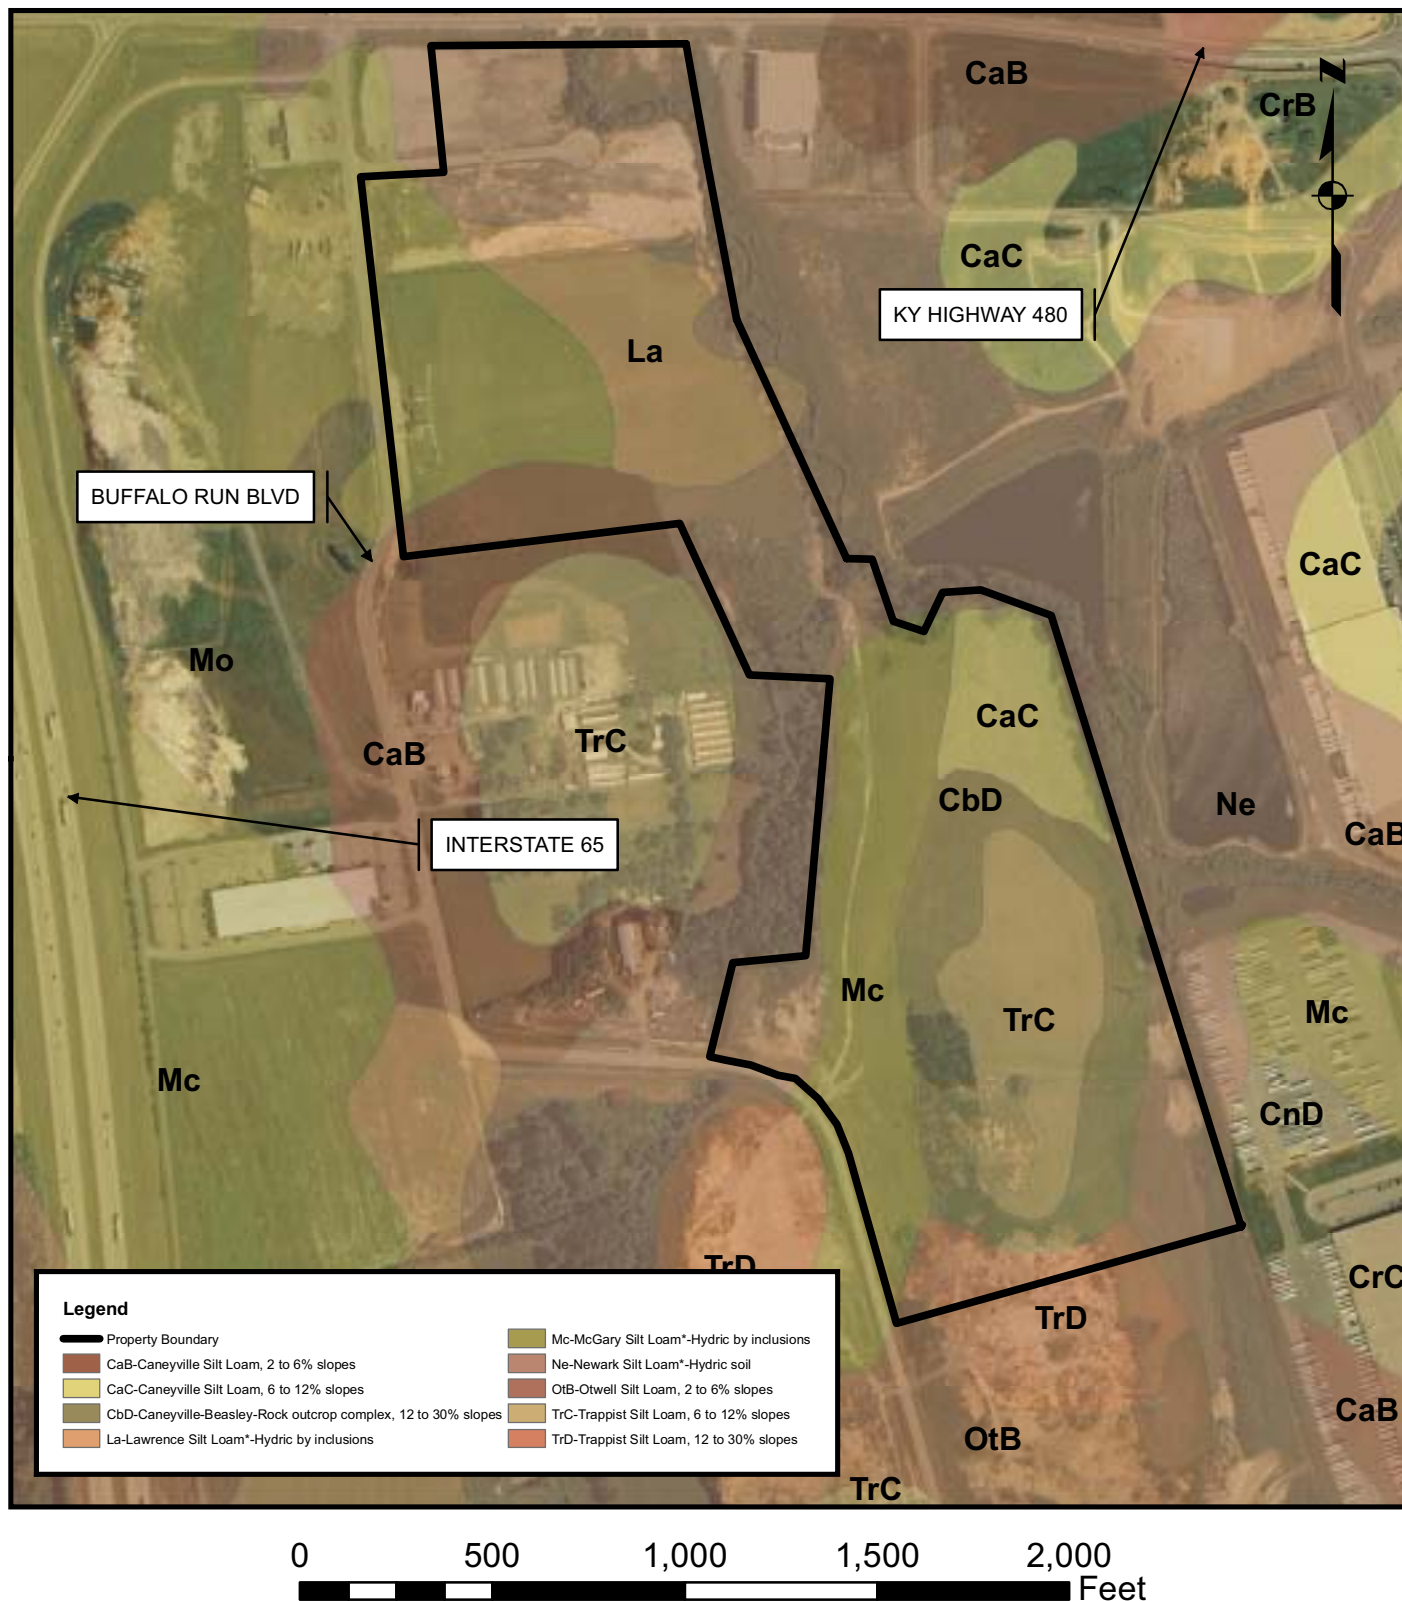 CaB
CrB
N
CaC
KY HIGHWAY 480
La
BUFFALO RUN BLVD
CaC
Mo
CaC
TrC
CaB
CbD
Ne
CaB
INTERSTATE 65
Mc
TrC
Mc
Mc
CnD
TrD
CrC
TrD
CaB
OtB
TrC
Legend
Property Boundary
CaB-Caneyville Silt Loam, 2 to 6% slopes
CaC-Caneyville Silt Loam, 6 to 12% slopes
CbD-Caneyville-Beasley-Rock outcrop complex, 12 to 30% slopes
La-Lawrence Silt Loam*-Hydric by inclusions
Mc-McGary Silt Loam*-Hydric by inclusions
Ne-Newark Silt Loam*-Hydric soil
OtB-Otwell Silt Loam, 2 to 6% slopes
TrC-Trappist Silt Loam, 6 to 12% slopes
TrD-Trappist Silt Loam, 12 to 30% slopes
0 500 1,000 1,500 2,000
Feet